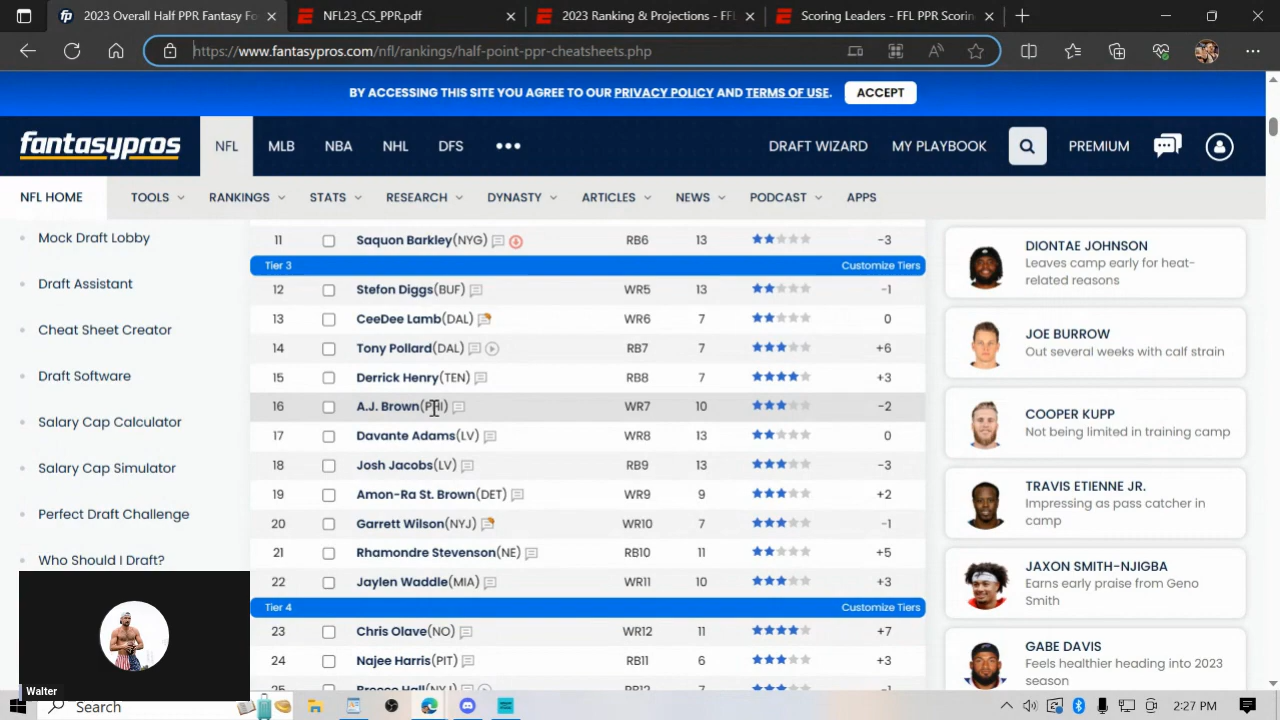 2023 Overall Half PPR Fantasy Fo
NFL23_CS_PPR.pdf
2023 Ranking & Projections - FFL
Scoring Leaders - FFL PPR Scorin
https://www.fantasypros.com/nfl/rankings/half-point-ppr-cheatsheets.php
BY ACCESSING THIS SITE YOU AGREE TO OUR PRIVACY POLICY AND TERMS OF USE. ACCEPT
fantasypros NFL MLB NBA NHL DFS ••• DRAFT WIZARD MY PLAYBOOK PREMIUM
NFL HOME TOOLS RANKINGS STATS RESEARCH DYNASTY ARTICLES NEWS PODCAST APPS
Mock Draft Lobby
Draft Assistant
Cheat Sheet Creator
Draft Software
Salary Cap Calculator
Salary Cap Simulator
Perfect Draft Challenge
Who Should I Draft?
11 Saquon Barkley(NYG) RB6 13 -3
Tier 3 Customize Tiers
12 Stefon Diggs(BUF) WR5 13 -1
13 CeeDee Lamb(DAL) WR6 7 0
14 Tony Pollard(DAL) RB7 7 +6
15 Derrick Henry(TEN) RB8 7 +3
16 A.J. Brown(PHI) WR7 10 -2
17 Davante Adams(LV) WR8 13 0
18 Josh Jacobs(LV) RB9 13 -3
19 Amon-Ra St. Brown(DET) WR9 9 +2
20 Garrett Wilson(NYJ) WR10 7 -1
21 Rhamondre Stevenson(NE) RB10 11 +5
22 Jaylen Waddle(MIA) WR11 10 +3
Tier 4 Customize Tiers
23 Chris Olave(NO) WR12 11 +7
24 Najee Harris(PIT) RB11 6 +3
25 Breece Hall(NYJ) RB12 7 -1
DIONTAE JOHNSON
Leaves camp early for heat-
related reasons
JOE BURROW
Out several weeks with calf strain
COOPER KUPP
Not being limited in training camp
TRAVIS ETIENNE JR.
Impressing as pass catcher in
camp
JAXON SMITH-NJIGBA
Earns early praise from Geno
Smith
GABE DAVIS
Feels healthier heading into 2023
season
Walter
Search
2:27 PM